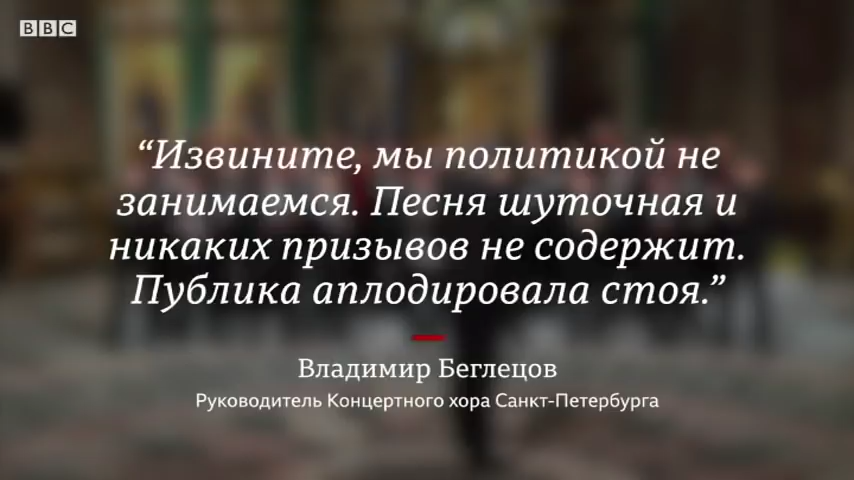 BBC
“Извините, мы политикой не
занимаемся. Песня шуточная и
никаких призывов не содержит.
Публика аплодировала стоя.”
Владимир Беглецов
Руководитель Концертного хора Санкт-Петербурга